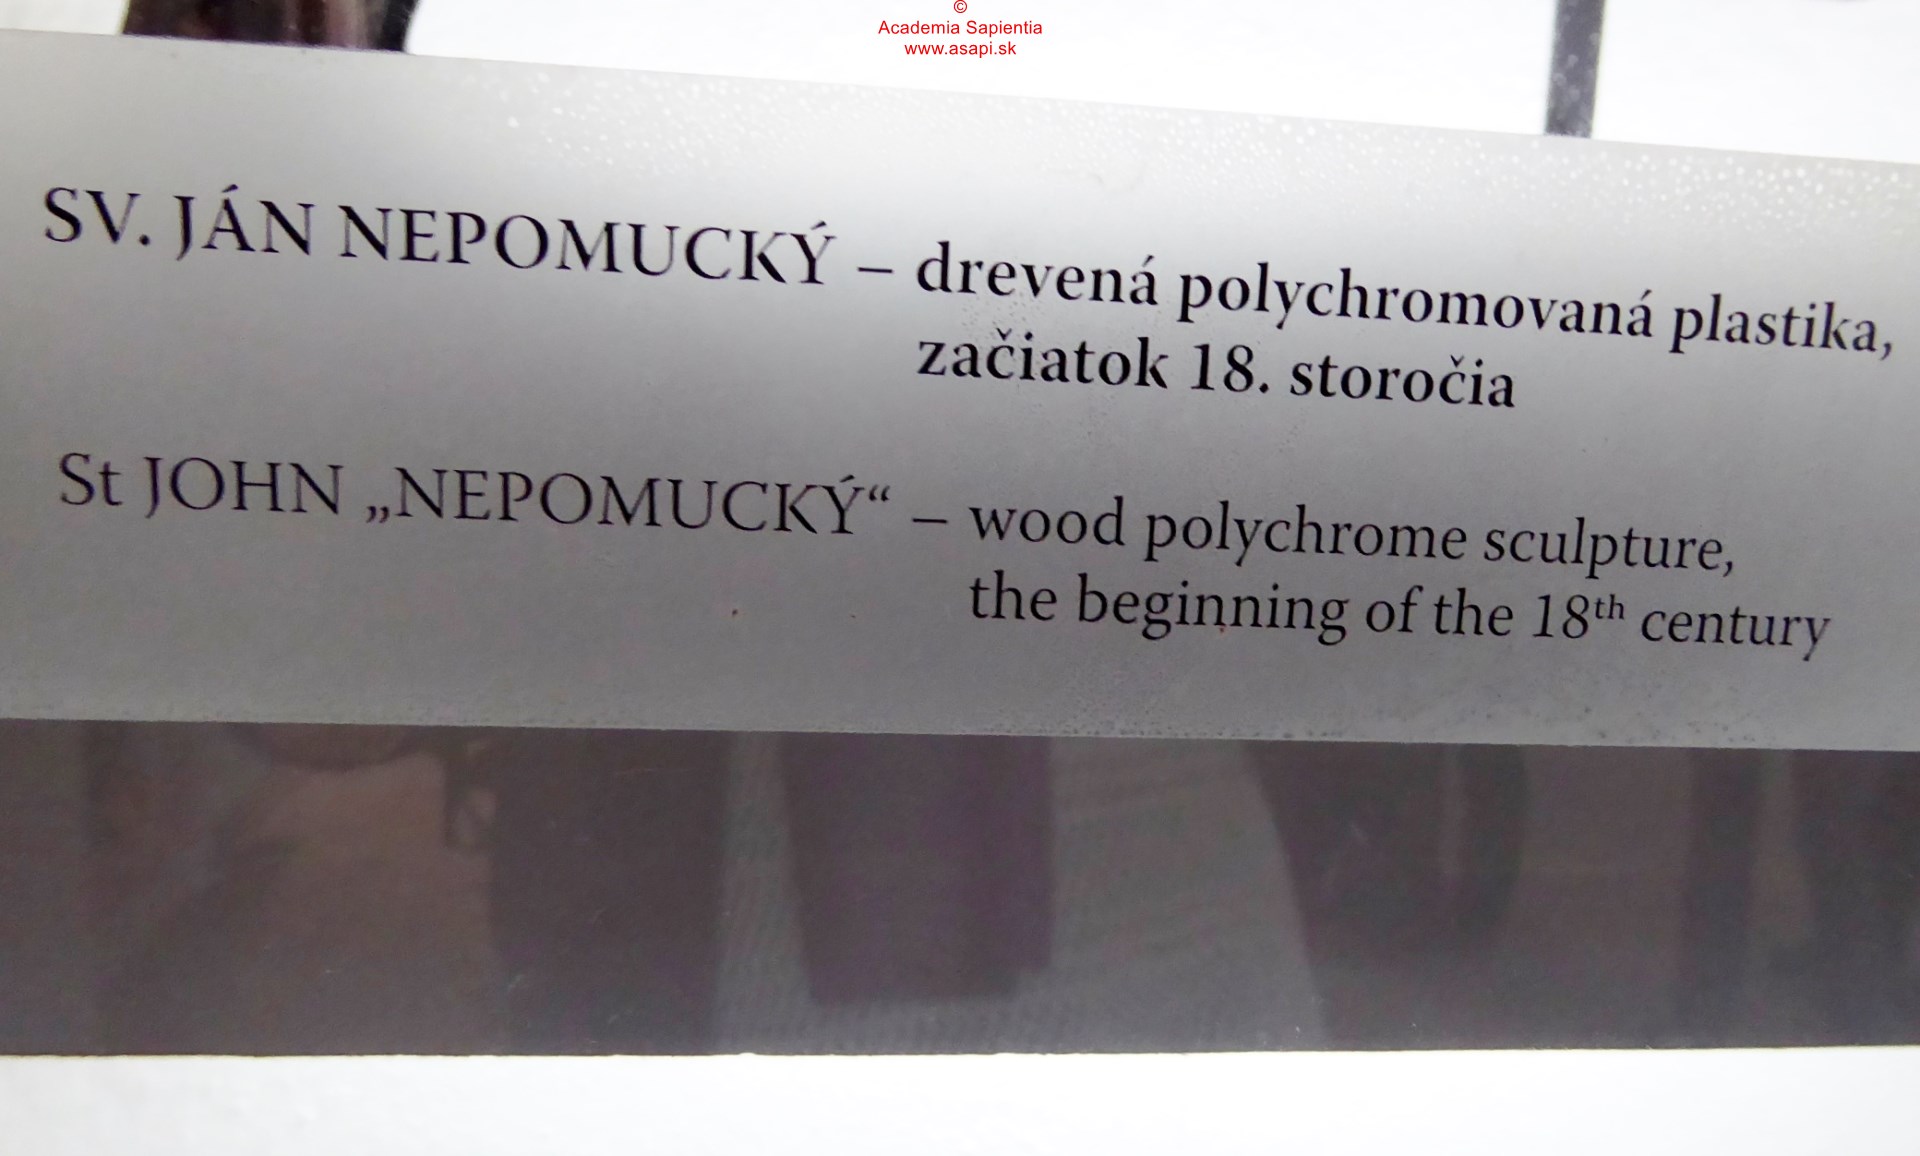 ©
Academia Sapientia
www.asapi.sk
SV. JÁN NEPOMUCKÝ – drevená polychromovaná plastika,
začiatok 18. storočia
St JOHN „NEPOMUCKÝ“ – wood polychrome sculpture,
the beginning of the 18th century